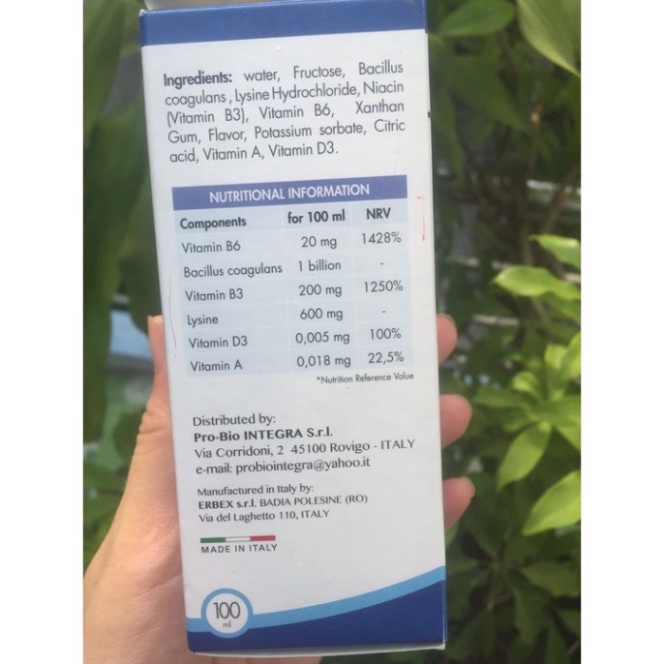 Ingredients: water, Fructose, Bacillus
coagulans, Lysine Hydrochloride, Niacin
(Vitamin B3), Vitamin B6, Xanthan
Gum, Flavor, Potassium sorbate, Citric
acid, Vitamin A, Vitamin D3.
NUTRITIONAL INFORMATION
Components for 100 ml NRV
Vitamin B6 20 mg 1428%
Bacillus coagulans 1 billion -
Vitamin B3 200 mg 1250%
Lysine 600 mg -
Vitamin D3 0,005 mg 100%
Vitamin A 0,018 mg 22,5%
*Nutrition Reference Value
Distributed by:
Pro-Bio INTEGRA S.r.l.
Via Corridoni, 2 45100 Rovigo - ITALY
e-mail: probiointegra@yahoo.it
Manufactured in Italy by:
ERBEX s.r.l. BADIA POLESINE (RO)
Via del Laghetto 110, ITALY
MADE IN ITALY
100
ml